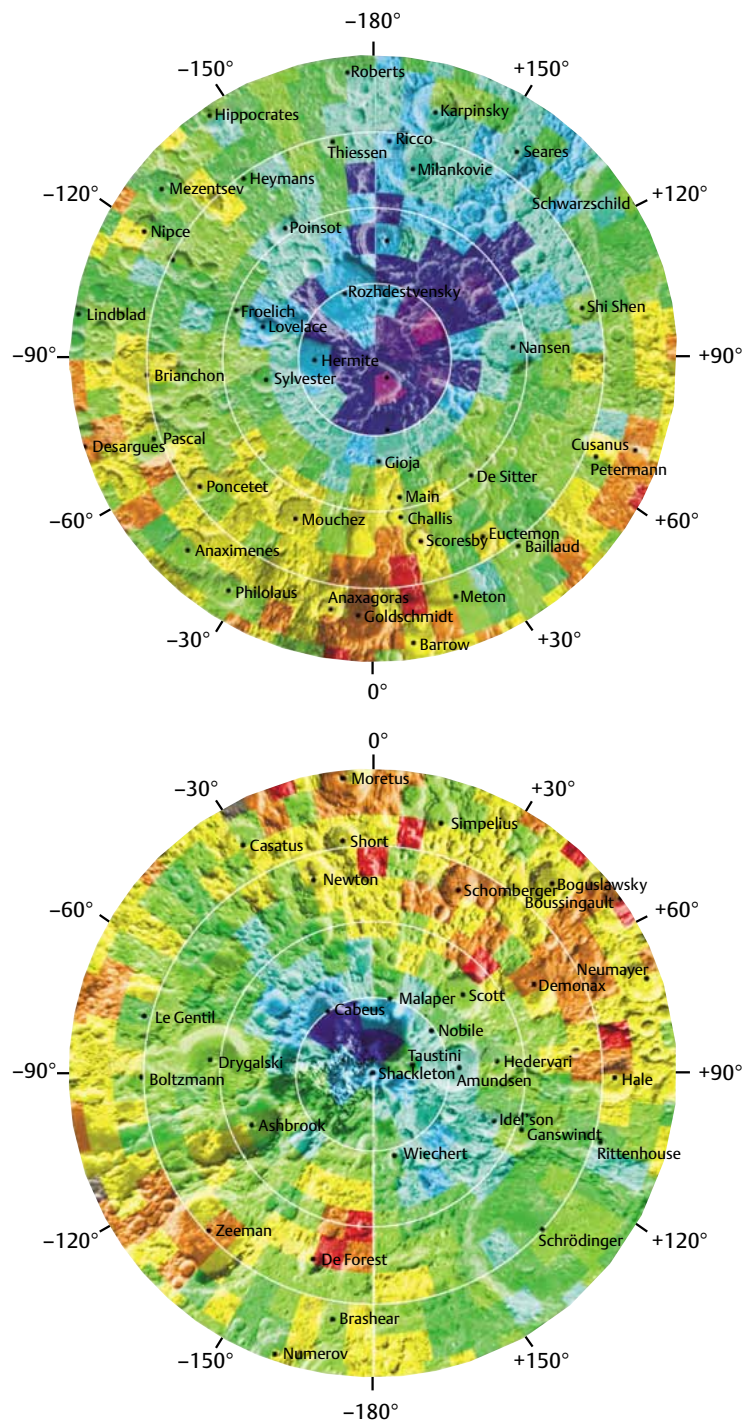 −180°
−150°
+150°
Roberts
Hippocrates
Karpinsky
Ricco
Thiessen
Seares
Milankovic
−120°
Mezentsev
Heymans
+120°
Schwarzschild
Nipce
Poinsot
Rozhdestvensky
Lindblad
Froelich
Shi Shen
Lovelace
−90°
Hermite
Nansen
+90°
Brianchon
Sylvester
Desargues
Pascal
Cusanus
Gioja
Petermann
De Sitter
Poncetet
Main
−60°
Mouchez
Challis
+60°
Scoresby
Euctemon
Anaximenes
Baillaud
Philolaus
Anaxagoras
Meton
Goldschmidt
−30°
Barrow
+30°
0°
0°
−30°
Moretus
+30°
Simpelius
Casatus
Short
Newton
Schomberger
Boguslawsky
Boussingault
−60°
+60°
Neumayer
Demonax
Malaper
Scott
Cabeus
Le Gentil
Nobile
Taustini
Drygalski
Hedervari
−90°
Boltzmann
Shackleton
Amundsen
Hale
+90°
Idel'son
Ashbrook
Ganswindt
Wiechert
Rittenhouse
−120°
Zeeman
Schrödinger
+120°
De Forest
Brashear
−150°
Numerov
+150°
−180°